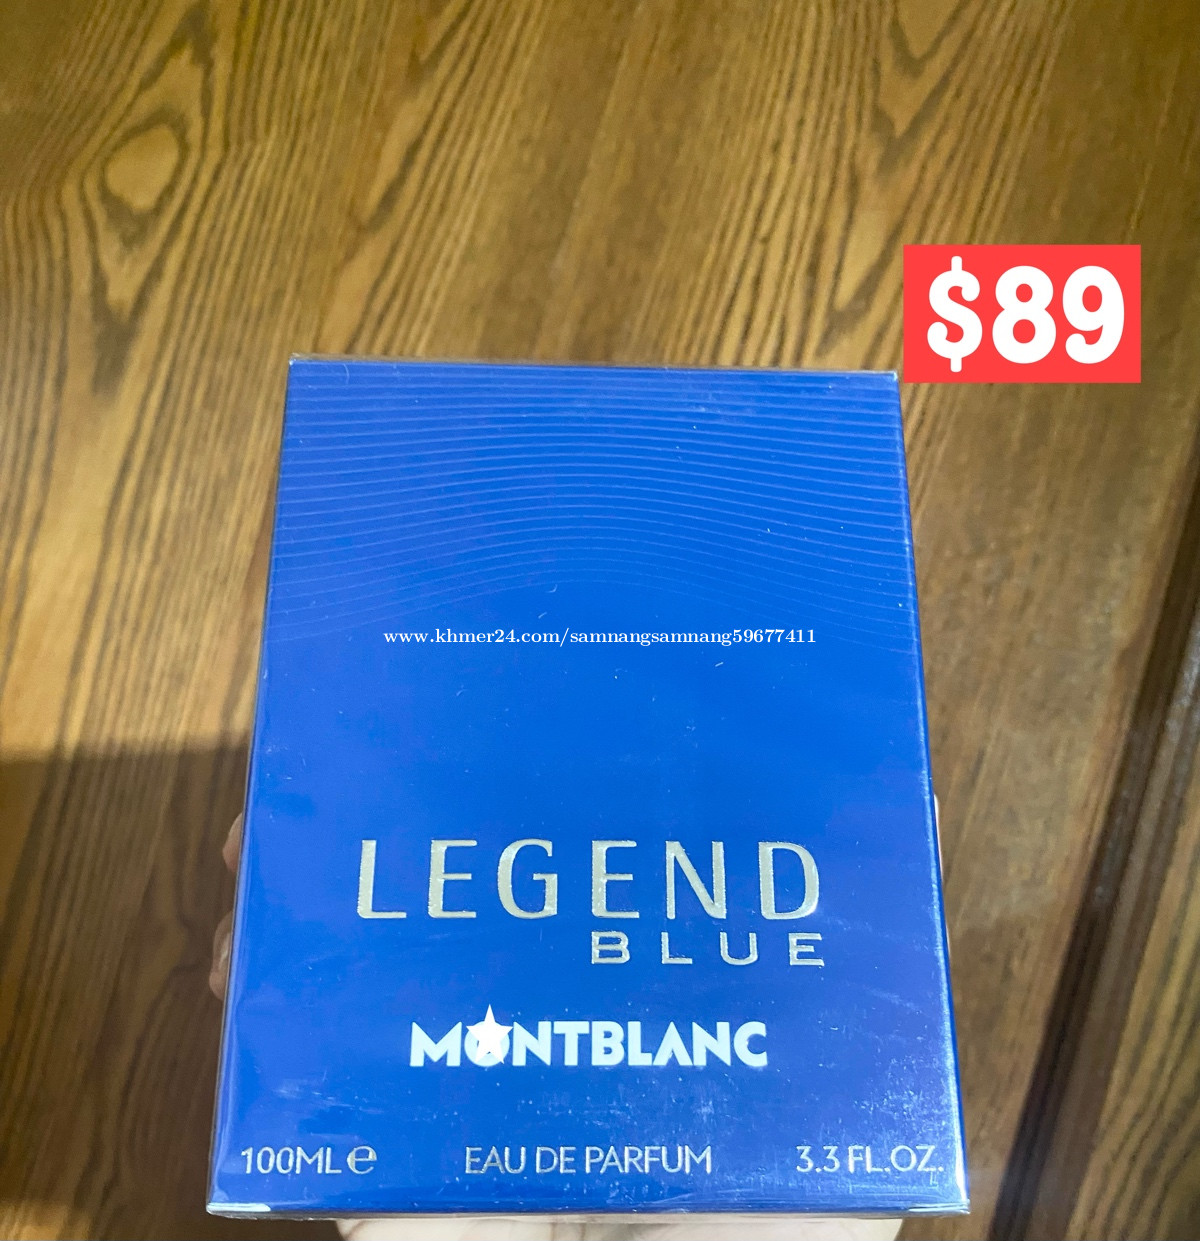 $89
www.khmer24.com/samnangsamnang59677411
LEGEND
BLUE
MONTBLANC
100ML e EAU DE PARFUM 3.3 FL.OZ.